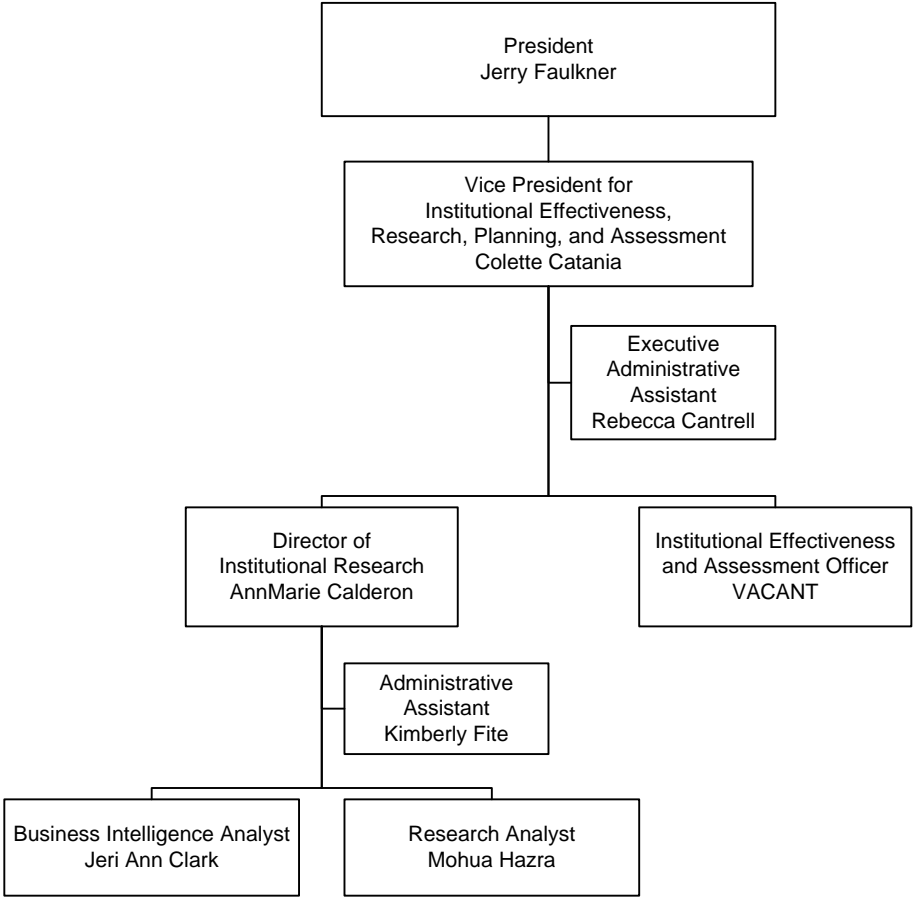 President
Jerry Faulkner
Vice President for
Institutional Effectiveness,
Research, Planning, and Assessment
Colette Catania
Executive
Administrative
Assistant
Rebecca Cantrell
Director of
Institutional Research
AnnMarie Calderon
Institutional Effectiveness
and Assessment Officer
VACANT
Administrative
Assistant
Kimberly Fite
Business Intelligence Analyst
Jeri Ann Clark
Research Analyst
Mohua Hazra